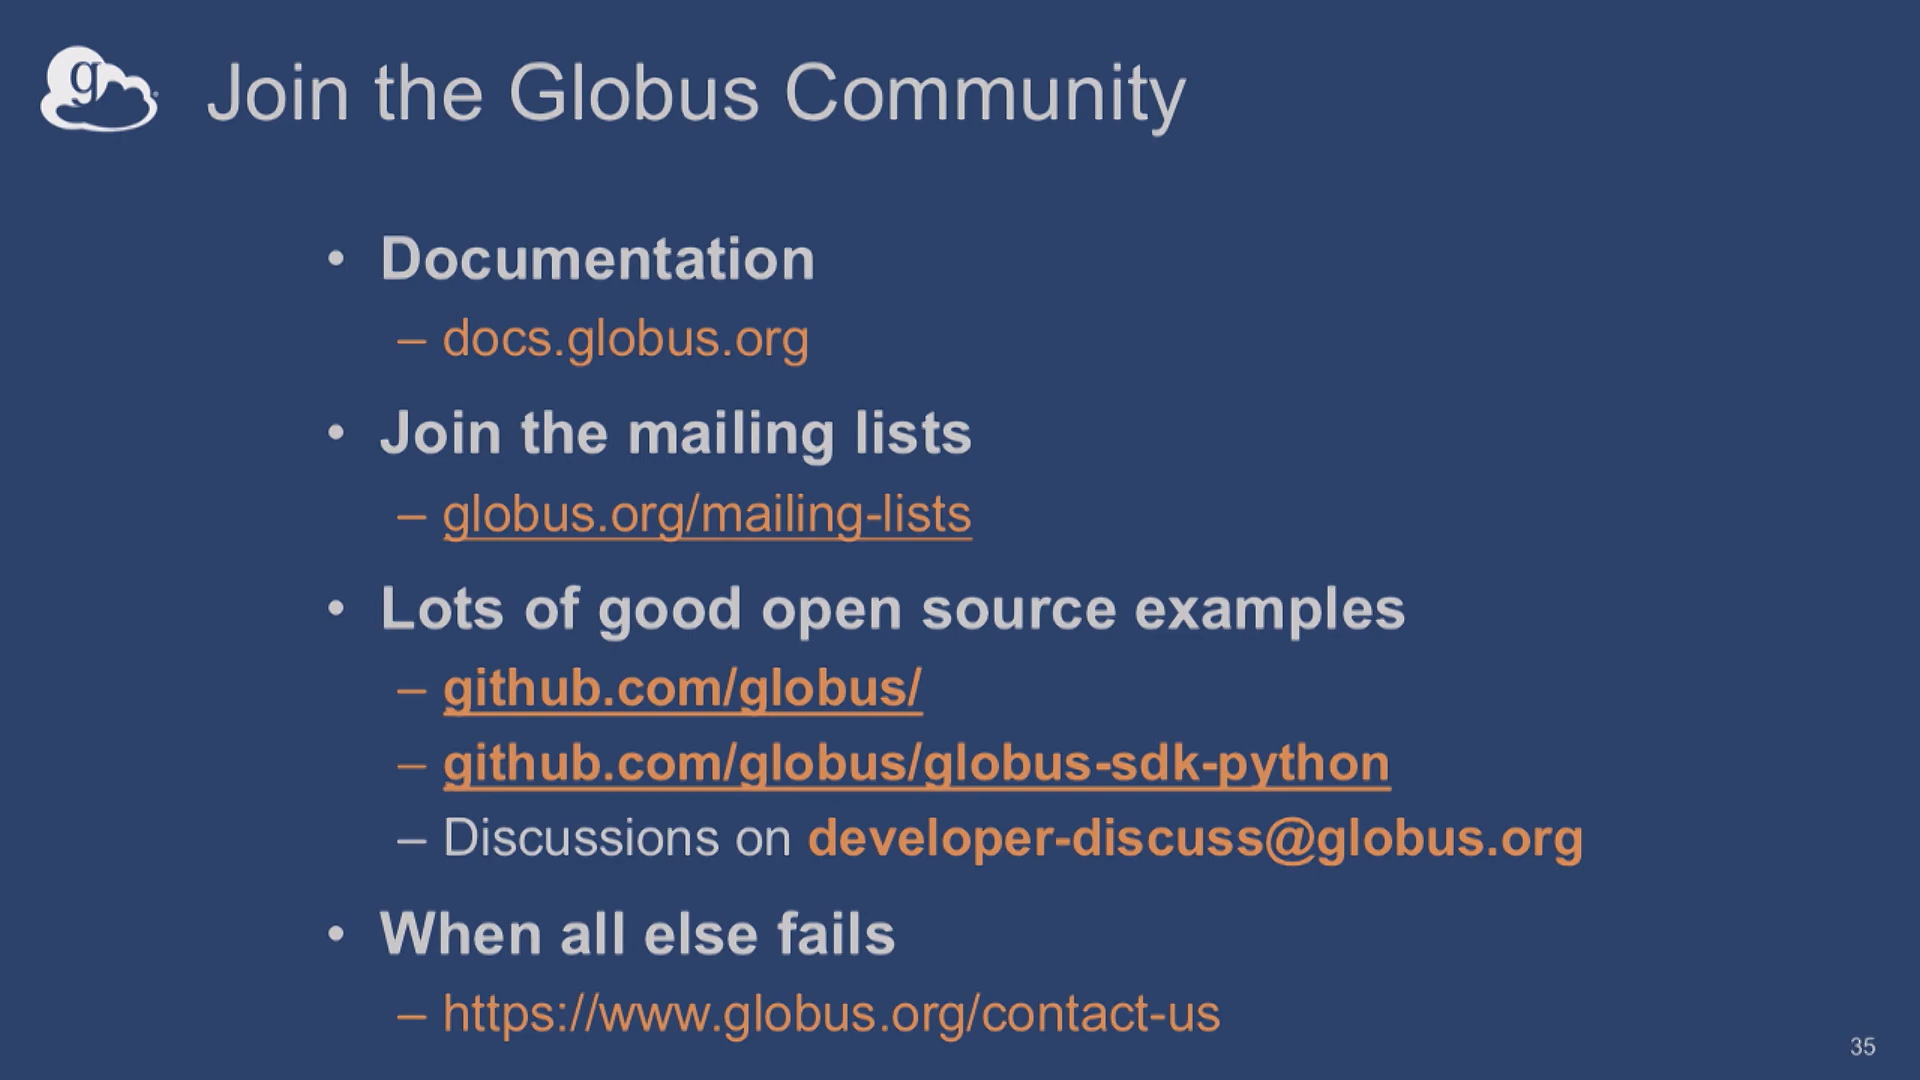 g
Join the Globus Community
• Documentation
– docs.globus.org
• Join the mailing lists
– globus.org/mailing-lists
• Lots of good open source examples
– github.com/globus/
– github.com/globus/globus-sdk-python
– Discussions on developer-discuss@globus.org
• When all else fails
– https://www.globus.org/contact-us
35